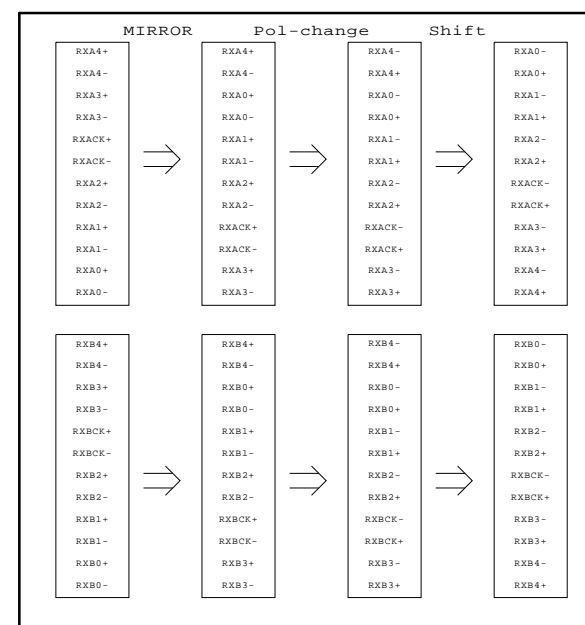 MIRROR Pol-change Shift
RXA4+ RXA4+ RXA4- RXA0-
RXA4- RXA4- RXA4+ RXA0+
RXA3+ RXA0+ RXA0- RXA1-
RXA3- RXA0- RXA0+ RXA1+
RXACK+ RXA1+ RXA1- RXA2-
RXACK- RXA1- RXA1+ RXA2+
RXA2+ RXA2+ RXA2- RXACK-
RXA2- RXA2- RXA2+ RXACK+
RXA1+ RXACK+ RXACK- RXA3-
RXA1- RXACK- RXACK+ RXA3+
RXA0+ RXA3+ RXA3- RXA4-
RXA0- RXA3- RXA3+ RXA4+
RXB4+ RXB4+ RXB4- RXB0-
RXB4- RXB4- RXB4+ RXB0+
RXB3+ RXB0+ RXB0- RXB1-
RXB3- RXB0- RXB0+ RXB1+
RXBCK+ RXB1+ RXB1- RXB2-
RXBCK- RXB1- RXB1+ RXB2+
RXB2+ RXB2+ RXB2- RXBCK-
RXB2- RXB2- RXB2+ RXBCK+
RXB1+ RXBCK+ RXBCK- RXB3-
RXB1- RXBCK- RXBCK+ RXB3+
RXB0+ RXB3+ RXB3- RXB4-
RXB0- RXB3- RXB3+ RXB4+